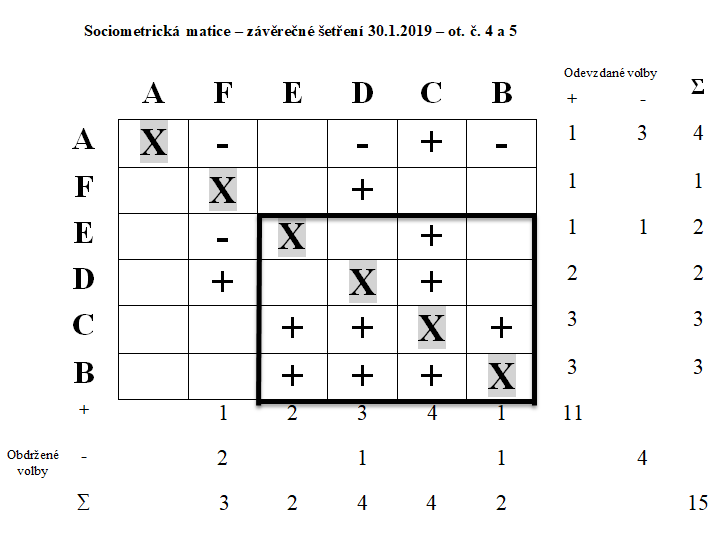 Sociometrická matice – závěrečné šetření 30.1.2019 – ot. č. 4 a 5
Odevzdané volby
A F E D C B + - Σ
A X - - + - 1 3 4
F X + 1 1
E - X + 1 1 2
D + X + 2 2
C + + X + 3 3
B + + + X 3 3
+ 1 2 3 4 1 11
Obdržené volby
- 2 1 1 4
Σ 3 2 4 4 2 15